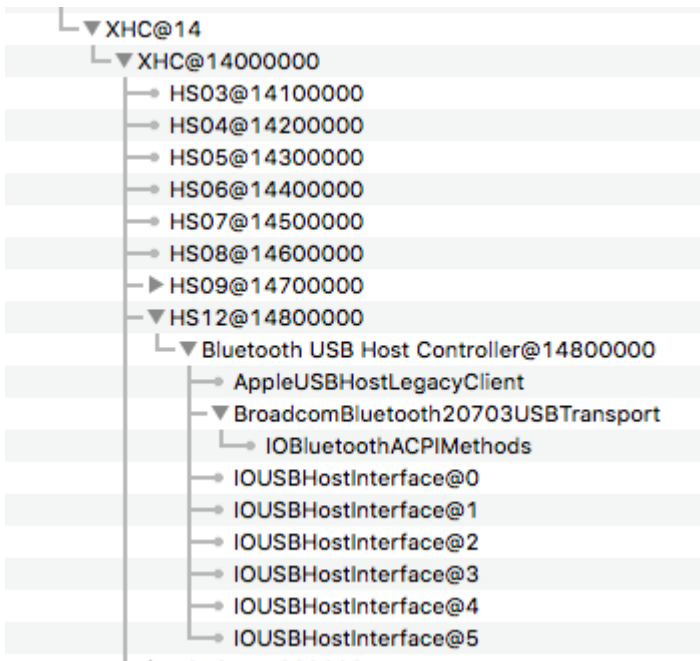 XHC@14
XHC@14000000
HS03@14100000
HS04@14200000
HS05@14300000
HS06@14400000
HS07@14500000
HS08@14600000
HS09@14700000
HS12@14800000
Bluetooth USB Host Controller@14800000
AppleUSBHostLegacyClient
BroadcomBluetooth20703USBTransport
IOBluetoothACPIMethods
IOUSBHostInterface@0
IOUSBHostInterface@1
IOUSBHostInterface@2
IOUSBHostInterface@3
IOUSBHostInterface@4
IOUSBHostInterface@5